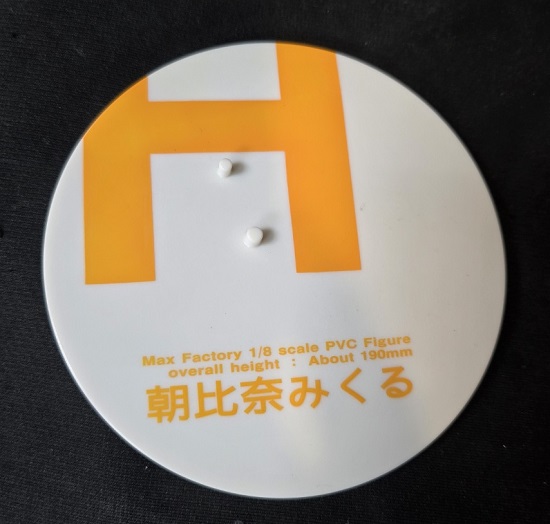 H
Max Factory 1/8 scale PVC Figure
overall height : About 190mm
朝比奈みくる